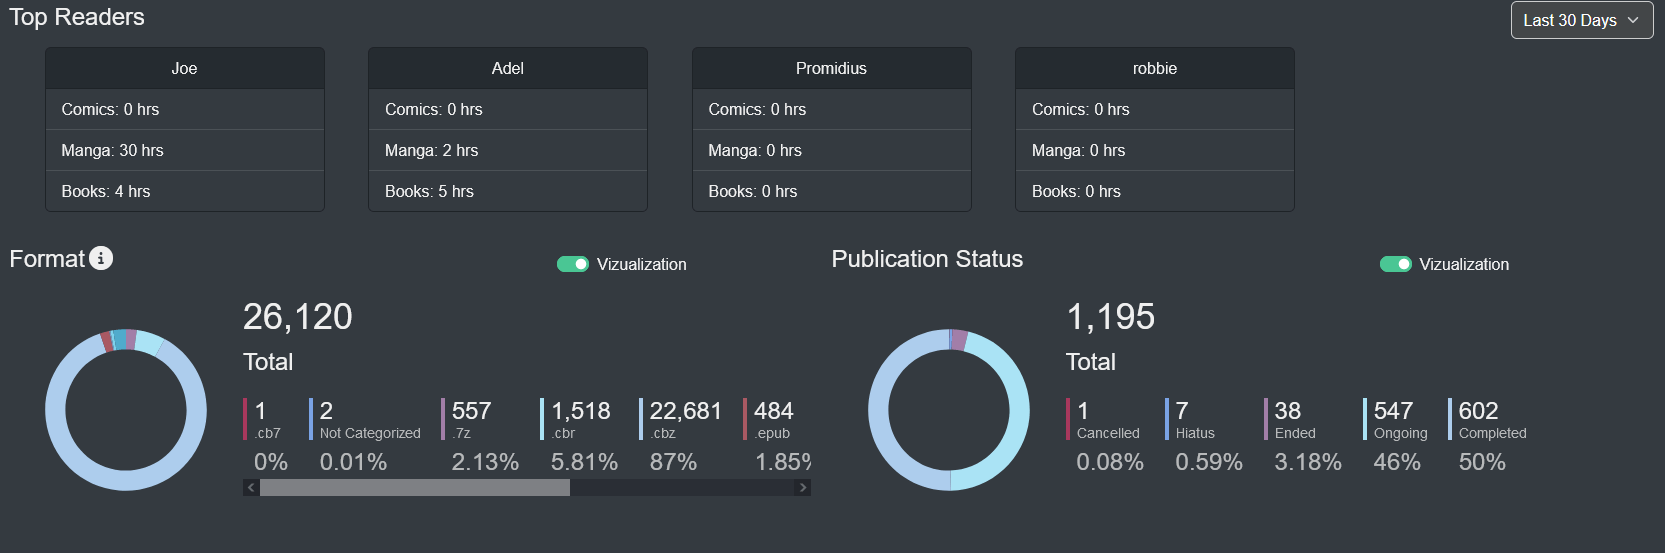 Top Readers
Last 30 Days
Joe
Comics: 0 hrs
Manga: 30 hrs
Books: 4 hrs
Adel
Comics: 0 hrs
Manga: 2 hrs
Books: 5 hrs
Promidius
Comics: 0 hrs
Manga: 0 hrs
Books: 0 hrs
robbie
Comics: 0 hrs
Manga: 0 hrs
Books: 0 hrs
Format
Vizualization
26,120
Total
1
.cb7
0%
2
Not Categorized
0.01%
557
.7z
2.13%
1,518
.cbr
5.81%
22,681
.cbz
87%
484
.epub
1.85%
Publication Status
Vizualization
1,195
Total
1
Cancelled
0.08%
7
Hiatus
0.59%
38
Ended
3.18%
547
Ongoing
46%
602
Completed
50%